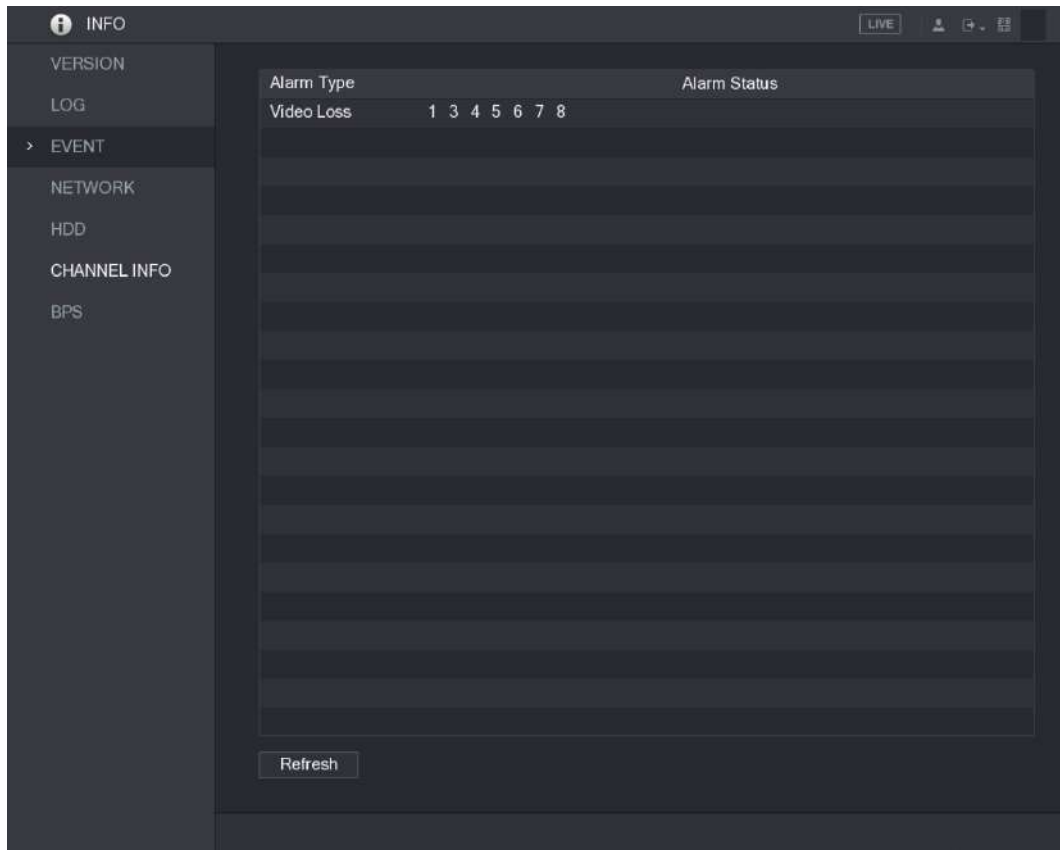 INFO
LIVE
VERSION
LOG
EVENT
NETWORK
HDD
CHANNEL INFO
BPS
Alarm Type Alarm Status
Video Loss 1 3 4 5 6 7 8
Refresh